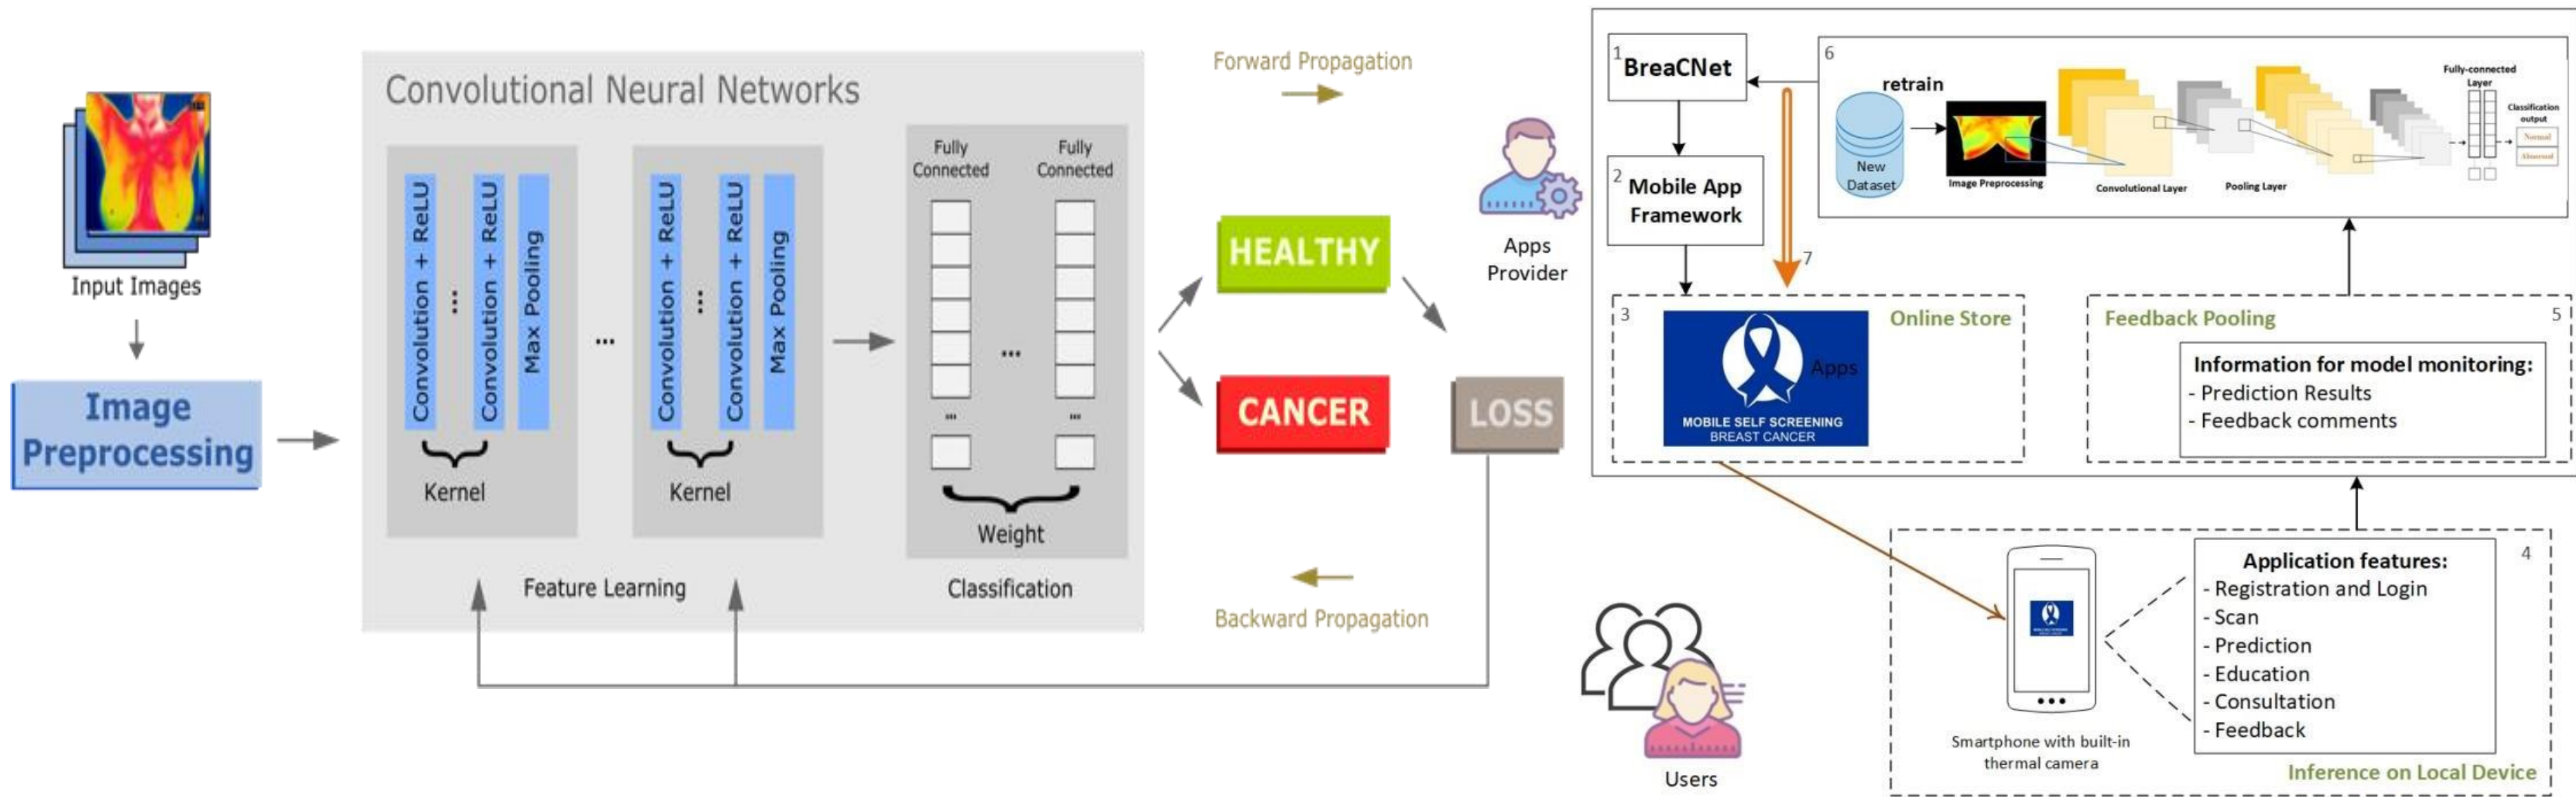 Input Images
Image
Preprocessing
Convolutional Neural Networks
Convolution + ReLU
...
Convolution + ReLU
Max Pooling
Kernel
...
Convolution + ReLU
...
Convolution + ReLU
Max Pooling
Kernel
Feature Learning
Fully
Connected
Fully
Connected
...
...
...
Weight
Classification
Forward Propagation
HEALTHY
CANCER
LOSS
Backward Propagation
Apps
Provider
Users
1
BreaCNet
2
Mobile App
Framework
3
Apps
MOBILE SELF SCREENING
BREAST CANCER
Online Store
7
6
retrain
New
Dataset
Image Preprocessing
Convolutional Layer
Pooling Layer
Fully-connected
Layer
Classification
output
Normal
Abnormal
Feedback Pooling
5
Information for model monitoring:
- Prediction Results
- Feedback comments
4
Application features:
- Registration and Login
- Scan
- Prediction
- Education
- Consultation
- Feedback
Smartphone with built-in
thermal camera
Inference on Local Device